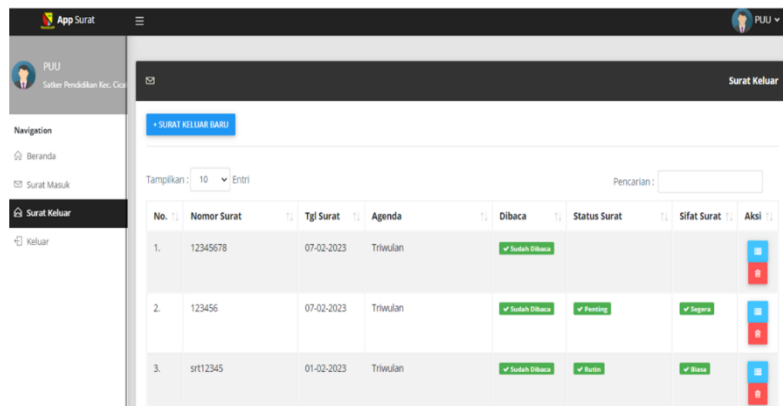 App Surat
PUU
PUU
Satker Pendidikan Kec. Cica
Surat Keluar
Navigation
Beranda
Surat Masuk
Surat Keluar
Keluar
+ SURAT KELUAR BARU
Tampilkan : 10 Entri
Pencarian :
No. Nomor Surat Tgl Surat Agenda Dibaca Status Surat Sifat Surat Aksi
1. 12345678 07-02-2023 Triwulan Sudah Dibaca
2. 123456 07-02-2023 Triwulan Sudah Dibaca Penting Segera
3. srt12345 01-02-2023 Triwulan Sudah Dibaca Rutin Biasa